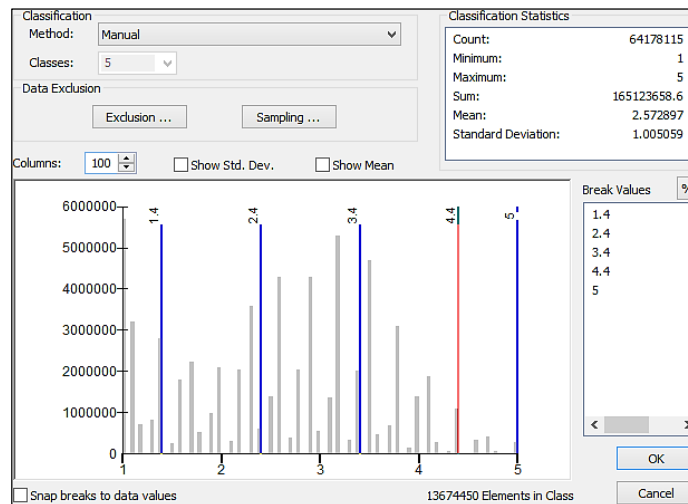 Classification
Method: Manual
Classes: 5
Data Exclusion
Exclusion ...
Sampling ...
Classification Statistics
Count: 64178115
Minimum: 1
Maximum: 5
Sum: 165123658.6
Mean: 2.572897
Standard Deviation: 1.005059
Columns: 100
Show Std. Dev.
Show Mean
Break Values
%
1.4
2.4
3.4
4.4
5
6000000
5000000
4000000
3000000
2000000
1000000
0
1.4
2.4
3.4
4.4
5
1 2 3 4 5
OK
Snap breaks to data values
13674450 Elements in Class
Cancel